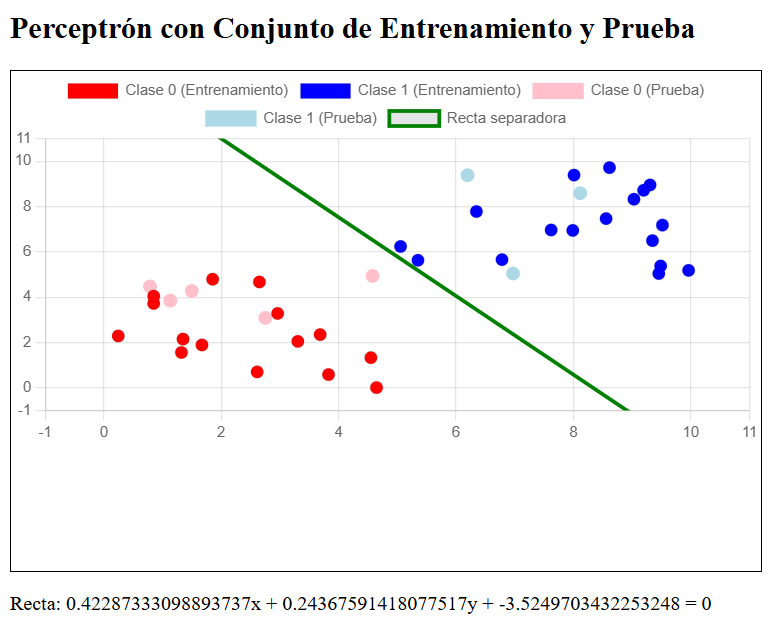 Perceptrón con Conjunto de Entrenamiento y Prueba
Clase 0 (Entrenamiento) Clase 1 (Entrenamiento) Clase 0 (Prueba)
Clase 1 (Prueba) Recta separadora
11
10
8
6
4
2
0
-1
-1 0 2 4 6 8 10 11
Recta: 0.42287333098893737x + 0.24367591418077517y + -3.5249703432253248 = 0